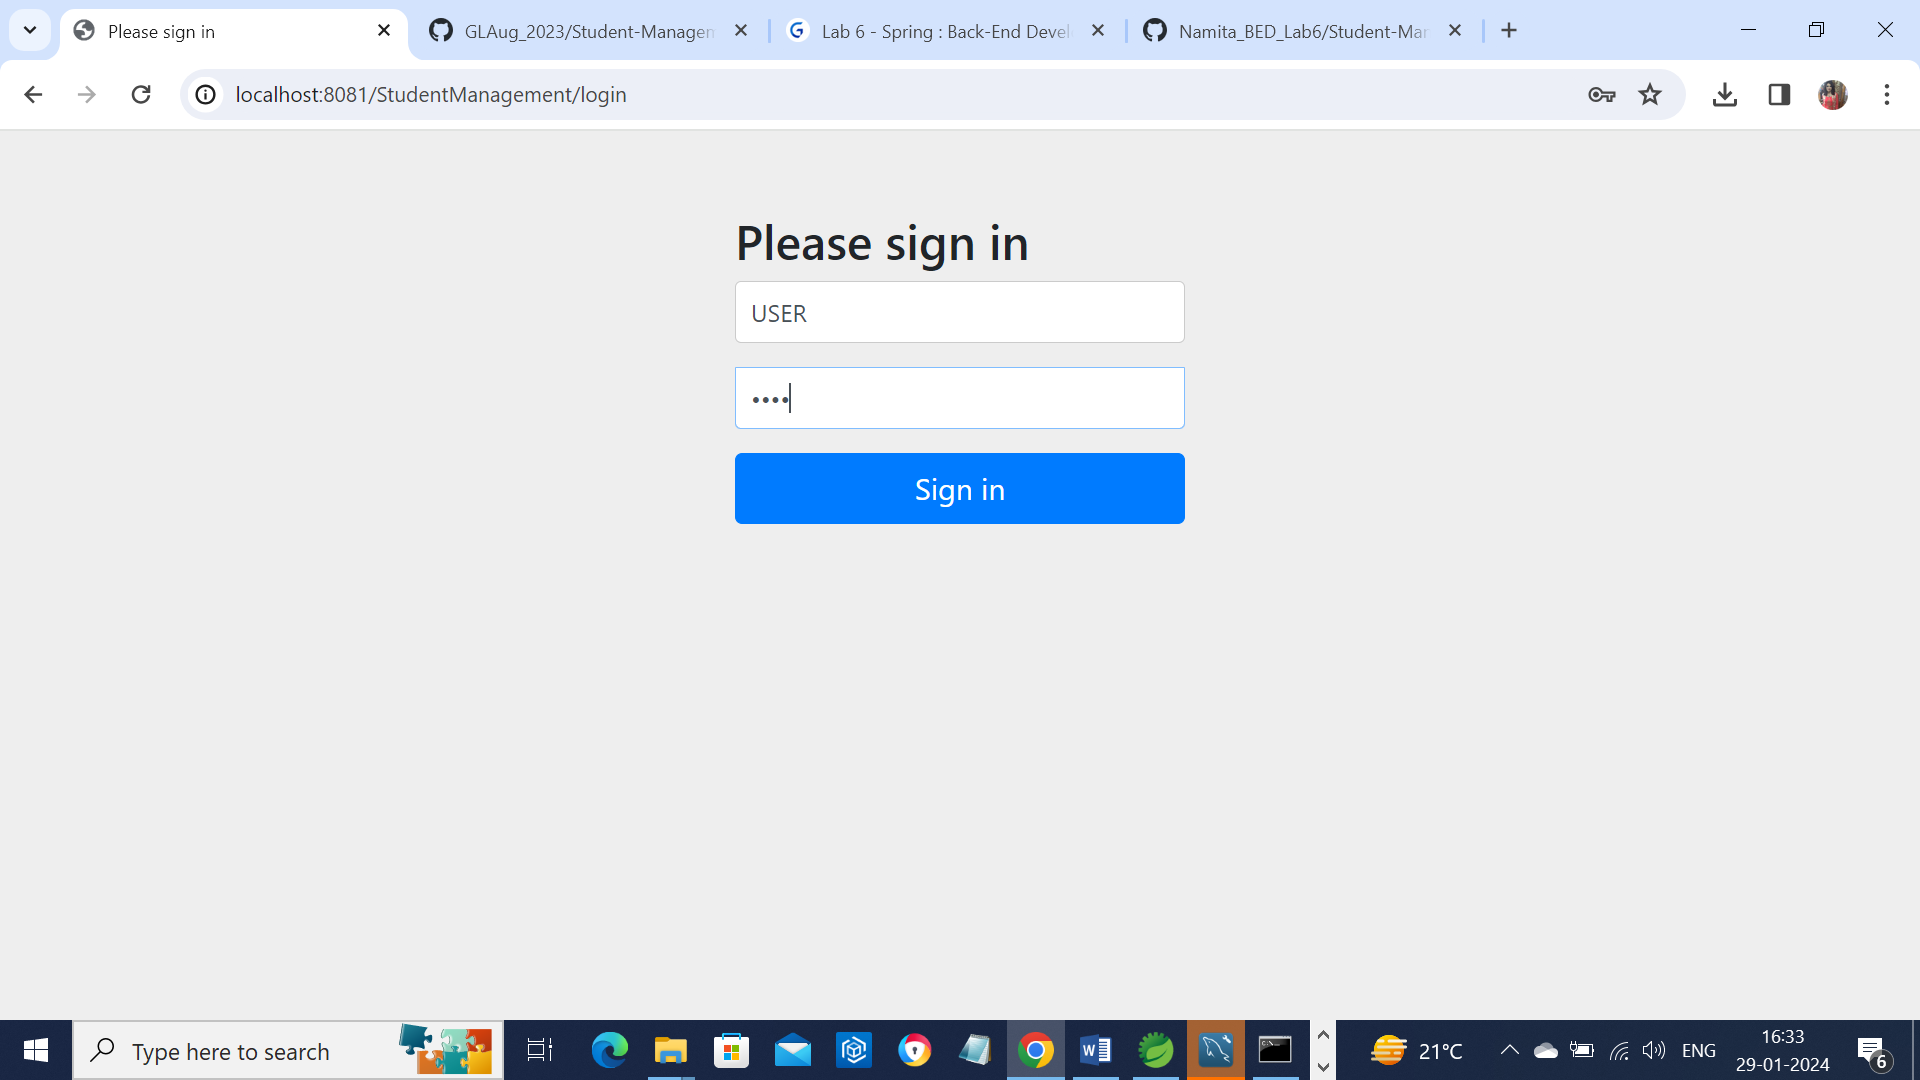 Please sign in
GLAug_2023/Student-Managem
Lab 6 - Spring : Back-End Devel
Namita_BED_Lab6/Student-Mar
localhost:8081/StudentManagement/login
Please sign in
USER
••••
Sign in
Type here to search
21°C
ENG
16:33
29-01-2024
6